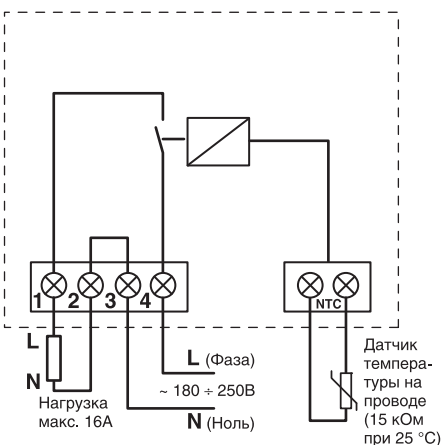 1 2 3 4
NTC
L
N
Нагрузка
макс. 16А
L (Фаза)
~ 180 ÷ 250В
N (Ноль)
Датчик
темпера-
туры на
проводе
(15 кОм
при 25 °C)